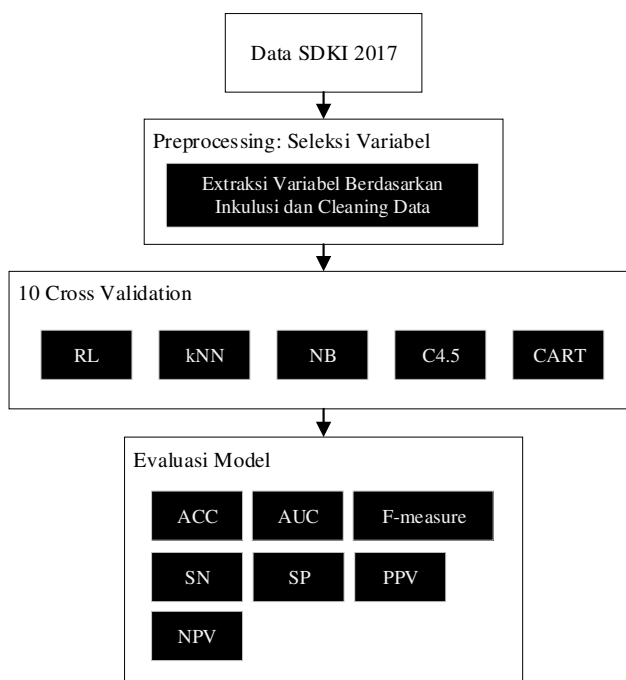 Data SDKI 2017
Preprocessing: Seleksi Variabel
Extraksi Variabel Berdasarkan
Inkulusi dan Cleaning Data
10 Cross Validation
RL
kNN
NB
C4.5
CART
Evaluasi Model
ACC
AUC
F-measure
SN
SP
PPV
NPV